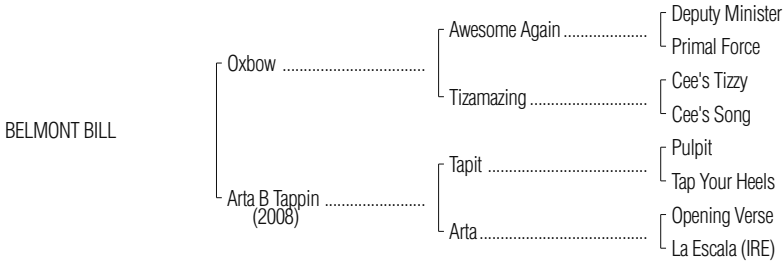 Deputy Minister
Awesome Again ....................
Primal Force
Oxbow ................................
Cee's Tizzy
Tizamazing ............................
Cee's Song
BELMONT BILL
Pulpit
Tapit .....................................
Tap Your Heels
Arta B Tappin .......................
(2008)
Opening Verse
Arta .......................................
La Escala (IRE)